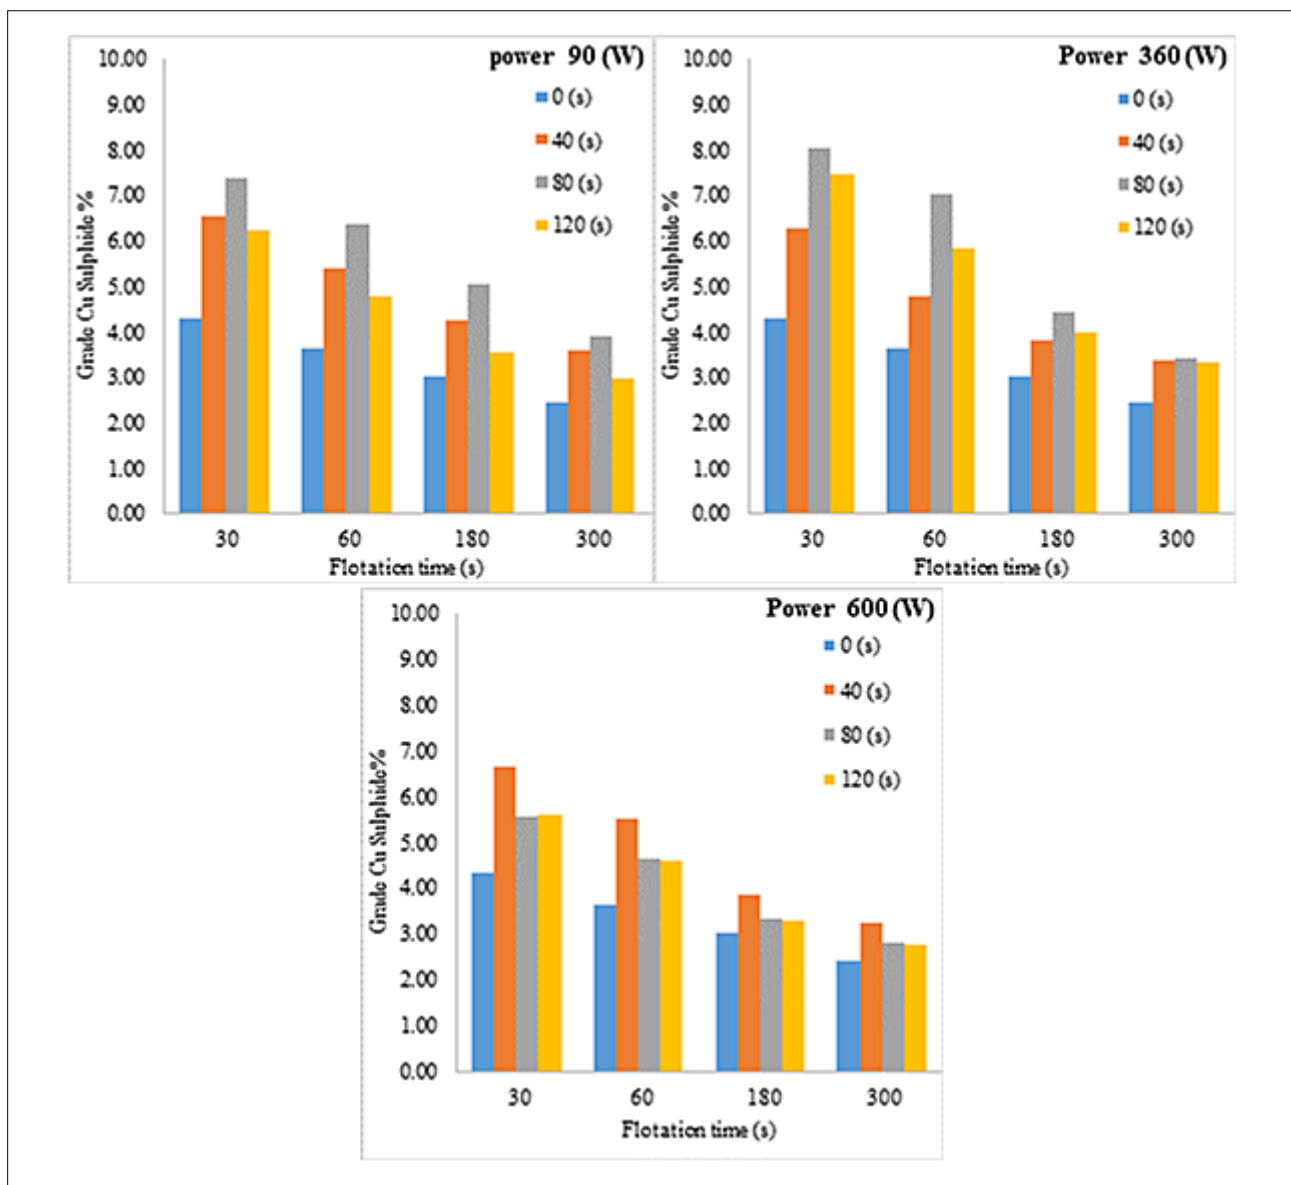 power 90 (W)
10.00
9.00
8.00
7.00
6.00
5.00
4.00
3.00
2.00
1.00
0.00
Grade Cu Sulphide %
0 (s)
40 (s)
80 (s)
120 (s)
30 60 180 300
Flotation time (s)
Power 360 (W)
10.00
9.00
8.00
7.00
6.00
5.00
4.00
3.00
2.00
1.00
0.00
Grade Cu Sulphide %
0 (s)
40 (s)
80 (s)
120 (s)
30 60 180 300
Flotation time (s)
Power 600 (W)
10.00
9.00
8.00
7.00
6.00
5.00
4.00
3.00
2.00
1.00
0.00
Grade Cu Sulphide%
0 (s)
40 (s)
80 (s)
120 (s)
30 60 180 300
Flotation time (s)